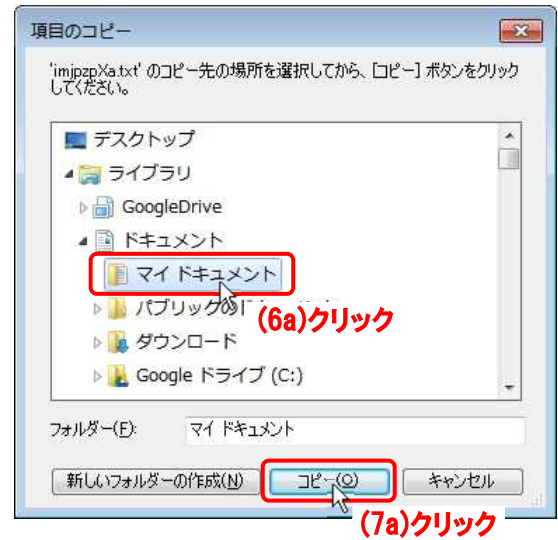 項目のコピー
'imjpzpXa.txt' のコピー先の場所を選択してから、[コピー] ボタンをクリック
してください。
デスクトップ
ライブラリ
GoogleDrive
ドキュメント
マイ ドキュメント
パブリックの
(6a)クリック
ダウンロード
Google ドライブ (C:)
フォルダー(F):
マイ ドキュメント
新しいフォルダーの作成(N)
コピー(O)
キャンセル
(7a)クリック